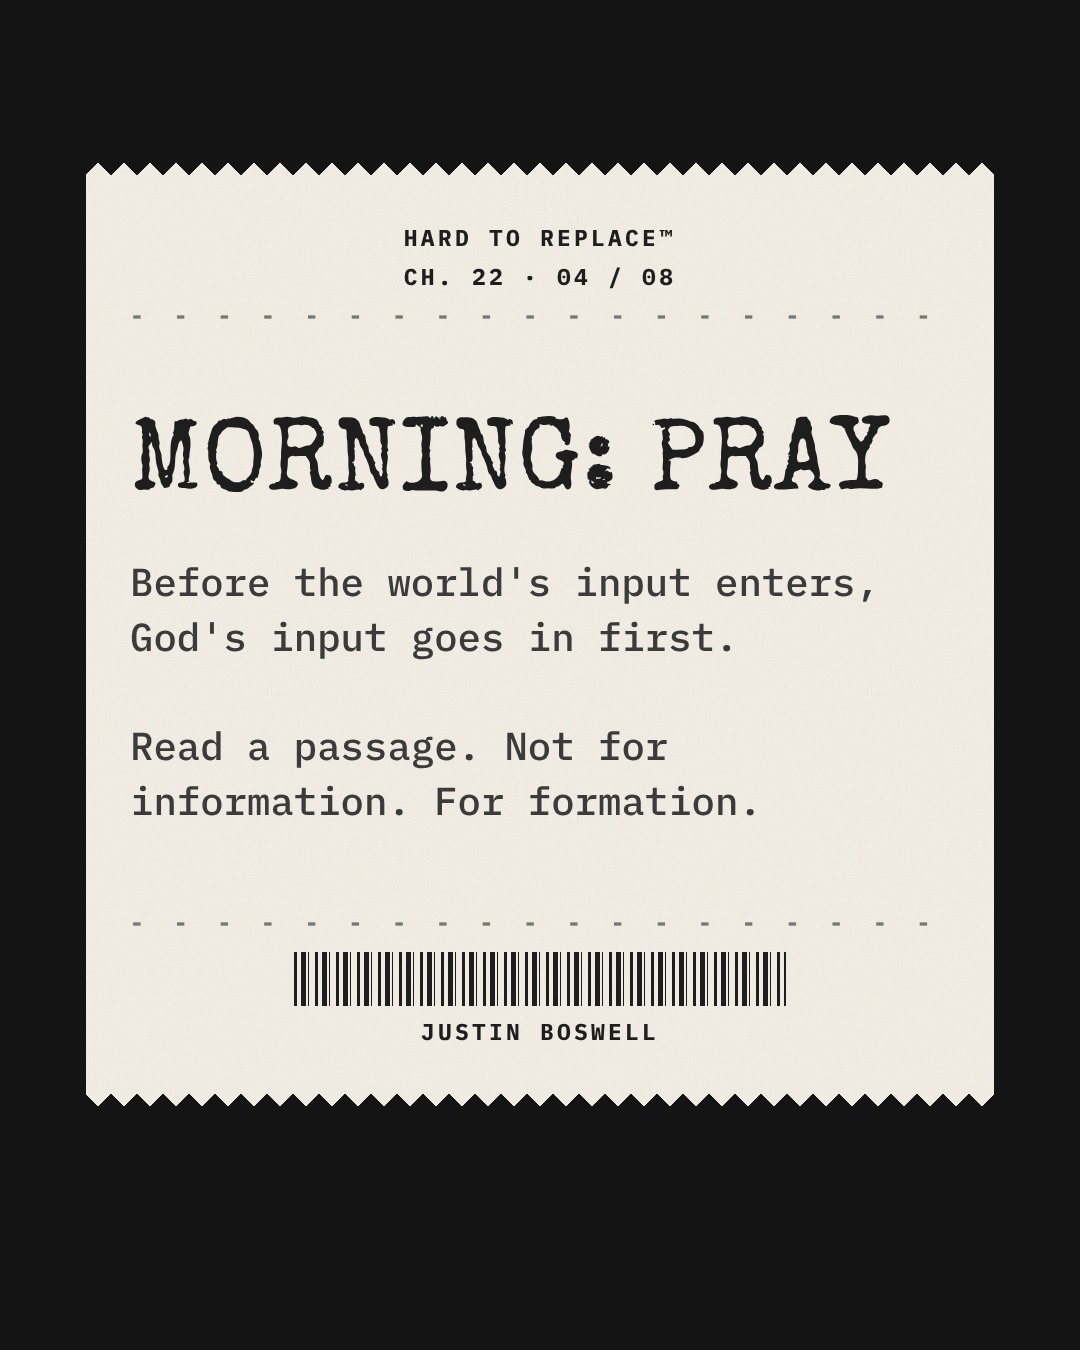 HARD TO REPLACE™
CH. 22 · 04 / 08
- - - - - - - - - - - - - - - - - - -
MORNING: PRAY
Before the world's input enters,
God's input goes in first.
Read a passage. Not for
information. For formation.
- - - - - - - - - - - - - - - - - - -
JUSTIN BOSWELL